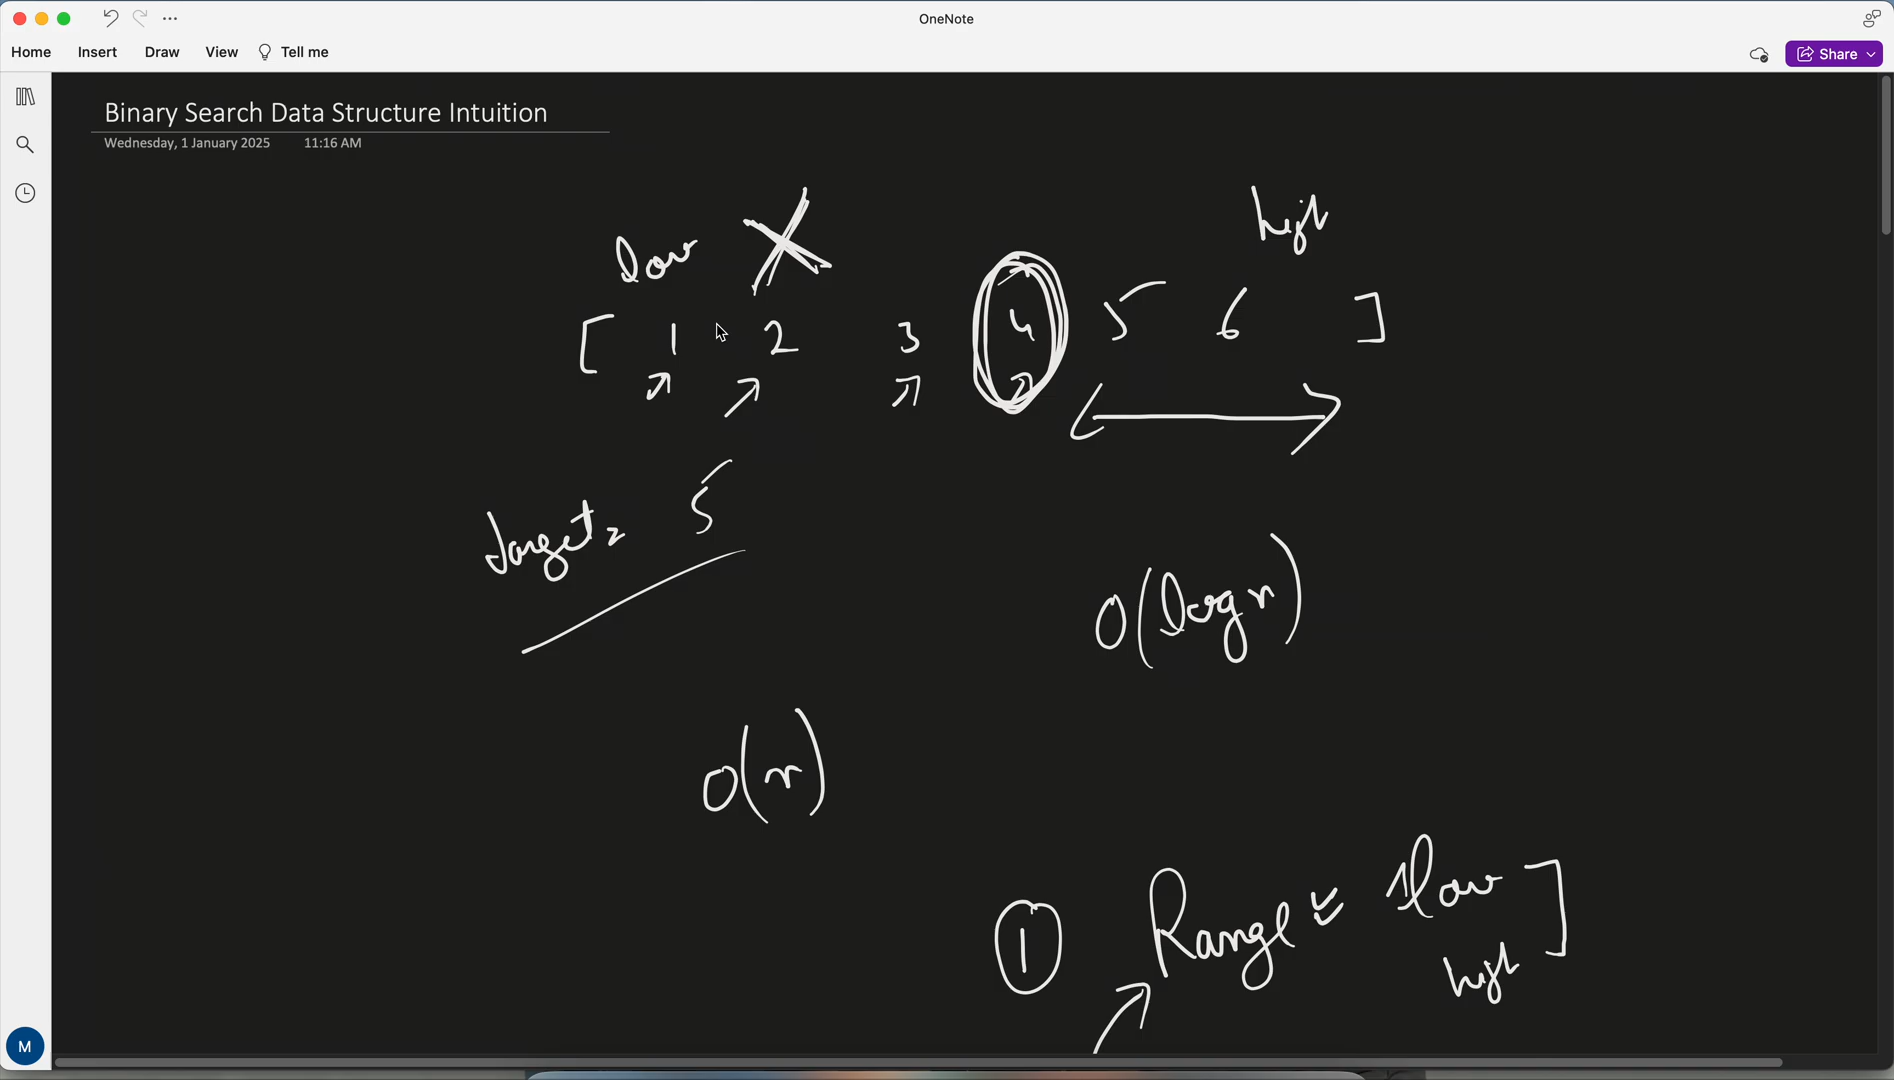 OneNote
Home Insert Draw View Tell me
Share
Binary Search Data Structure Intuition
Wednesday, 1 January 2025 11:16 AM
low high
[ 1 2 3 4 5 6 ]
target = 5
O(log n)
O(n)
1 Range = low ]
high
M